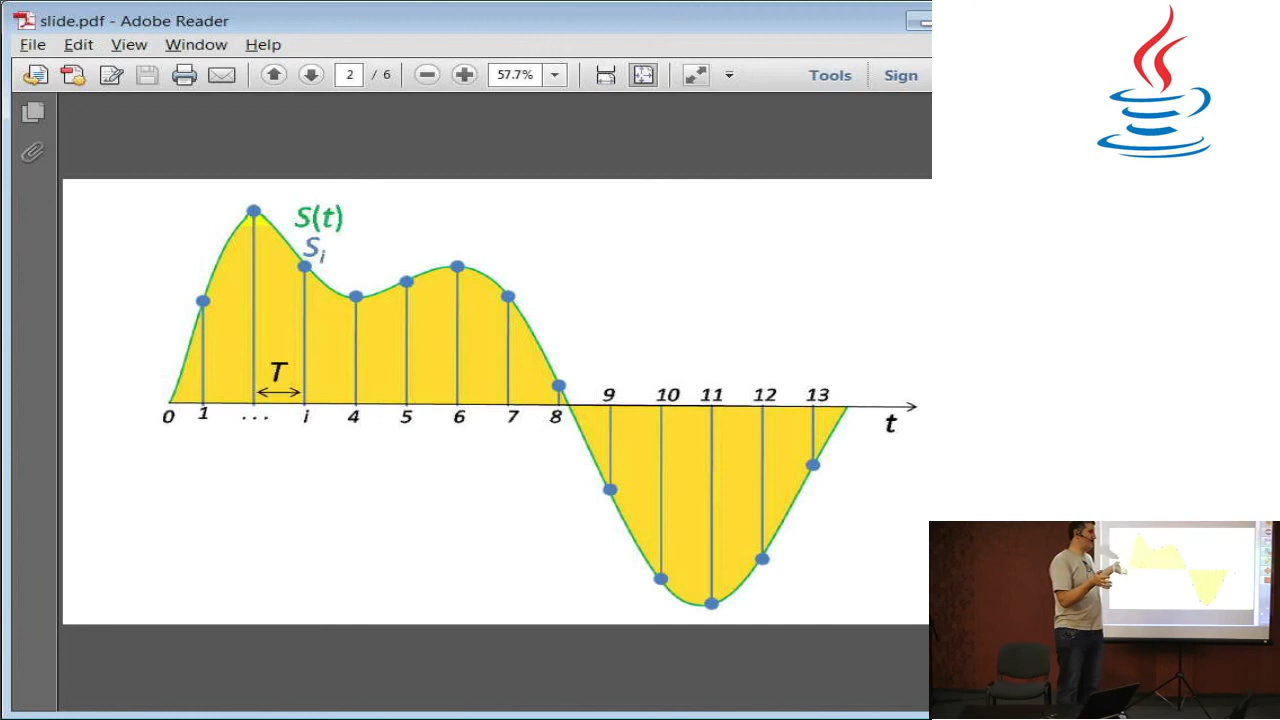 slide.pdf - Adobe Reader
File Edit View Window Help
2 / 6 57.7% Tools Sign
S(t)
Si
T
9 10 11 12 13
0 1 ... i 4 5 6 7 8
t